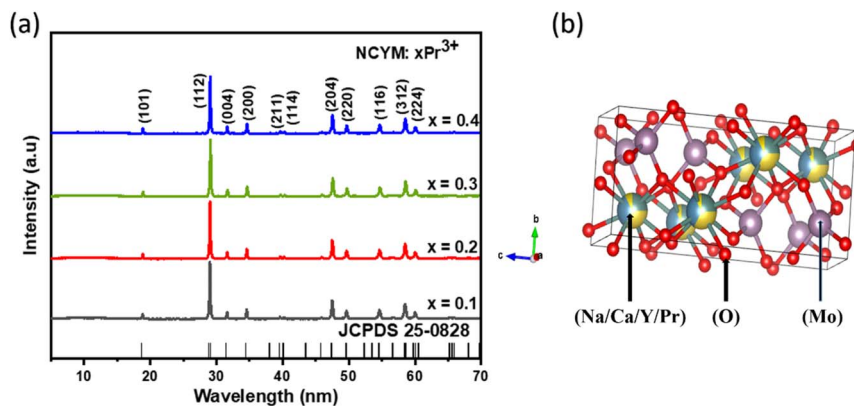 (a)
NCYM: xPr3+
(101)
(112)
(004)
(200)
(211)
(114)
(204)
(220)
(116)
(312)
(224)
x = 0.4
x = 0.3
x = 0.2
x = 0.1
JCPDS 25-0828
Intensity (a.u)
10 20 30 40 50 60 70
Wavelength (nm)
(b)
b
c
a
(Na/Ca/Y/Pr) (O) (Mo)